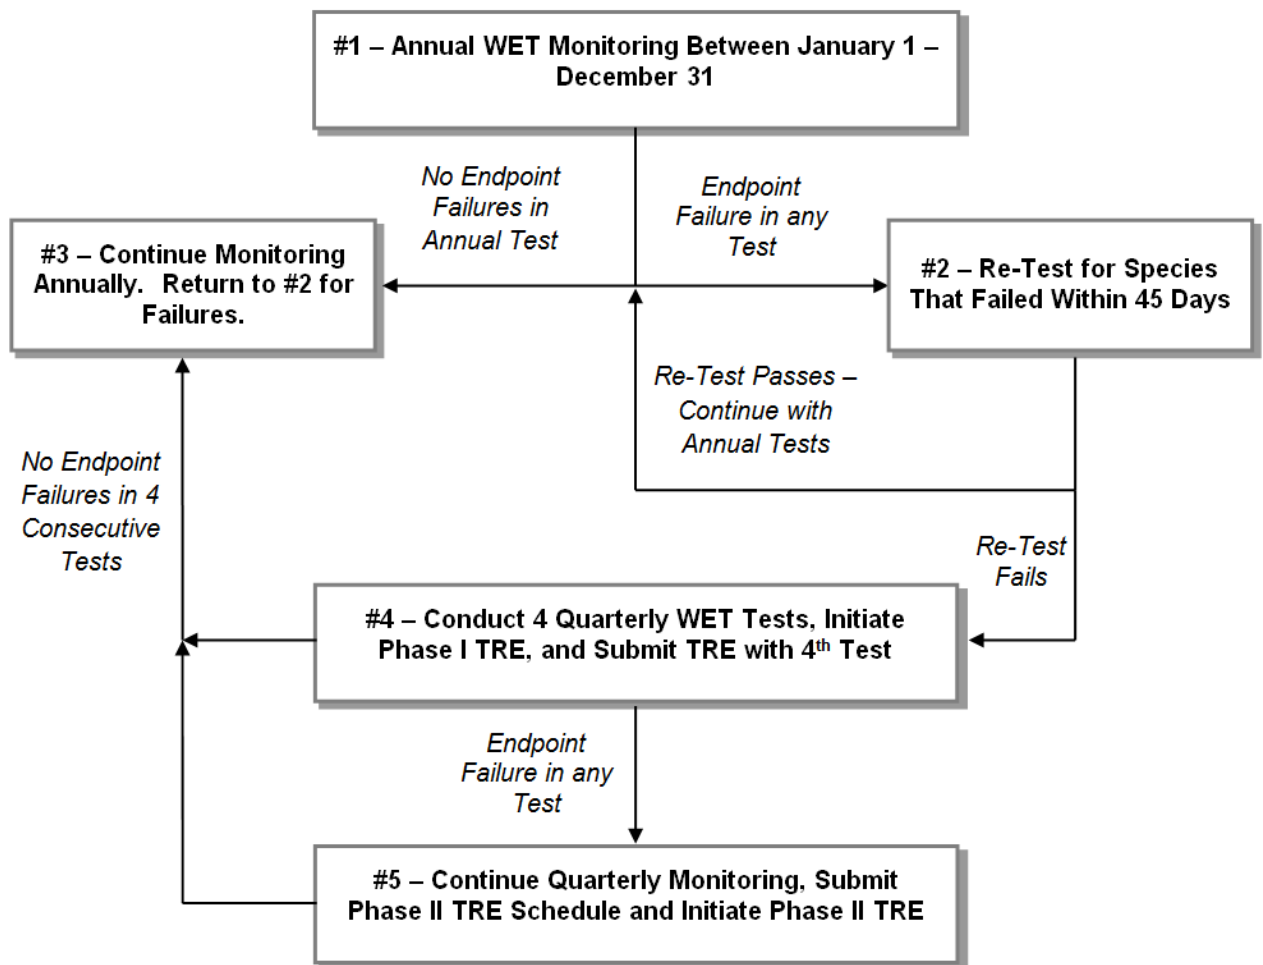 #1 – Annual WET Monitoring Between January 1 –
December 31
No Endpoint
Failures in
Annual Test
Endpoint
Failure in any
Test
#3 – Continue Monitoring
Annually.  Return to #2 for
Failures.
#2 – Re-Test for Species
That Failed Within 45 Days
Re-Test Passes –
Continue with
Annual Tests
No Endpoint
Failures in 4
Consecutive
Tests
Re-Test
Fails
#4 – Conduct 4 Quarterly WET Tests, Initiate
Phase I TRE, and Submit TRE with 4th Test
Endpoint
Failure in any
Test
#5 – Continue Quarterly Monitoring, Submit
Phase II TRE Schedule and Initiate Phase II TRE